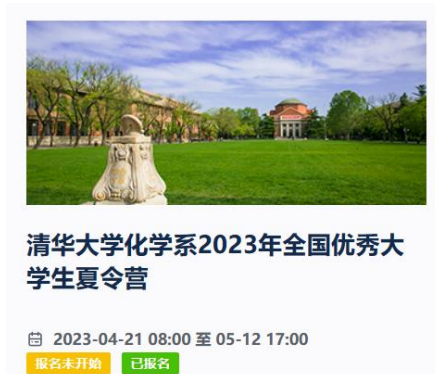 清华大学化学系2023年全国优秀大
学生夏令营
2023-04-21 08:00 至 05-12 17:00
报名未开始 已报名